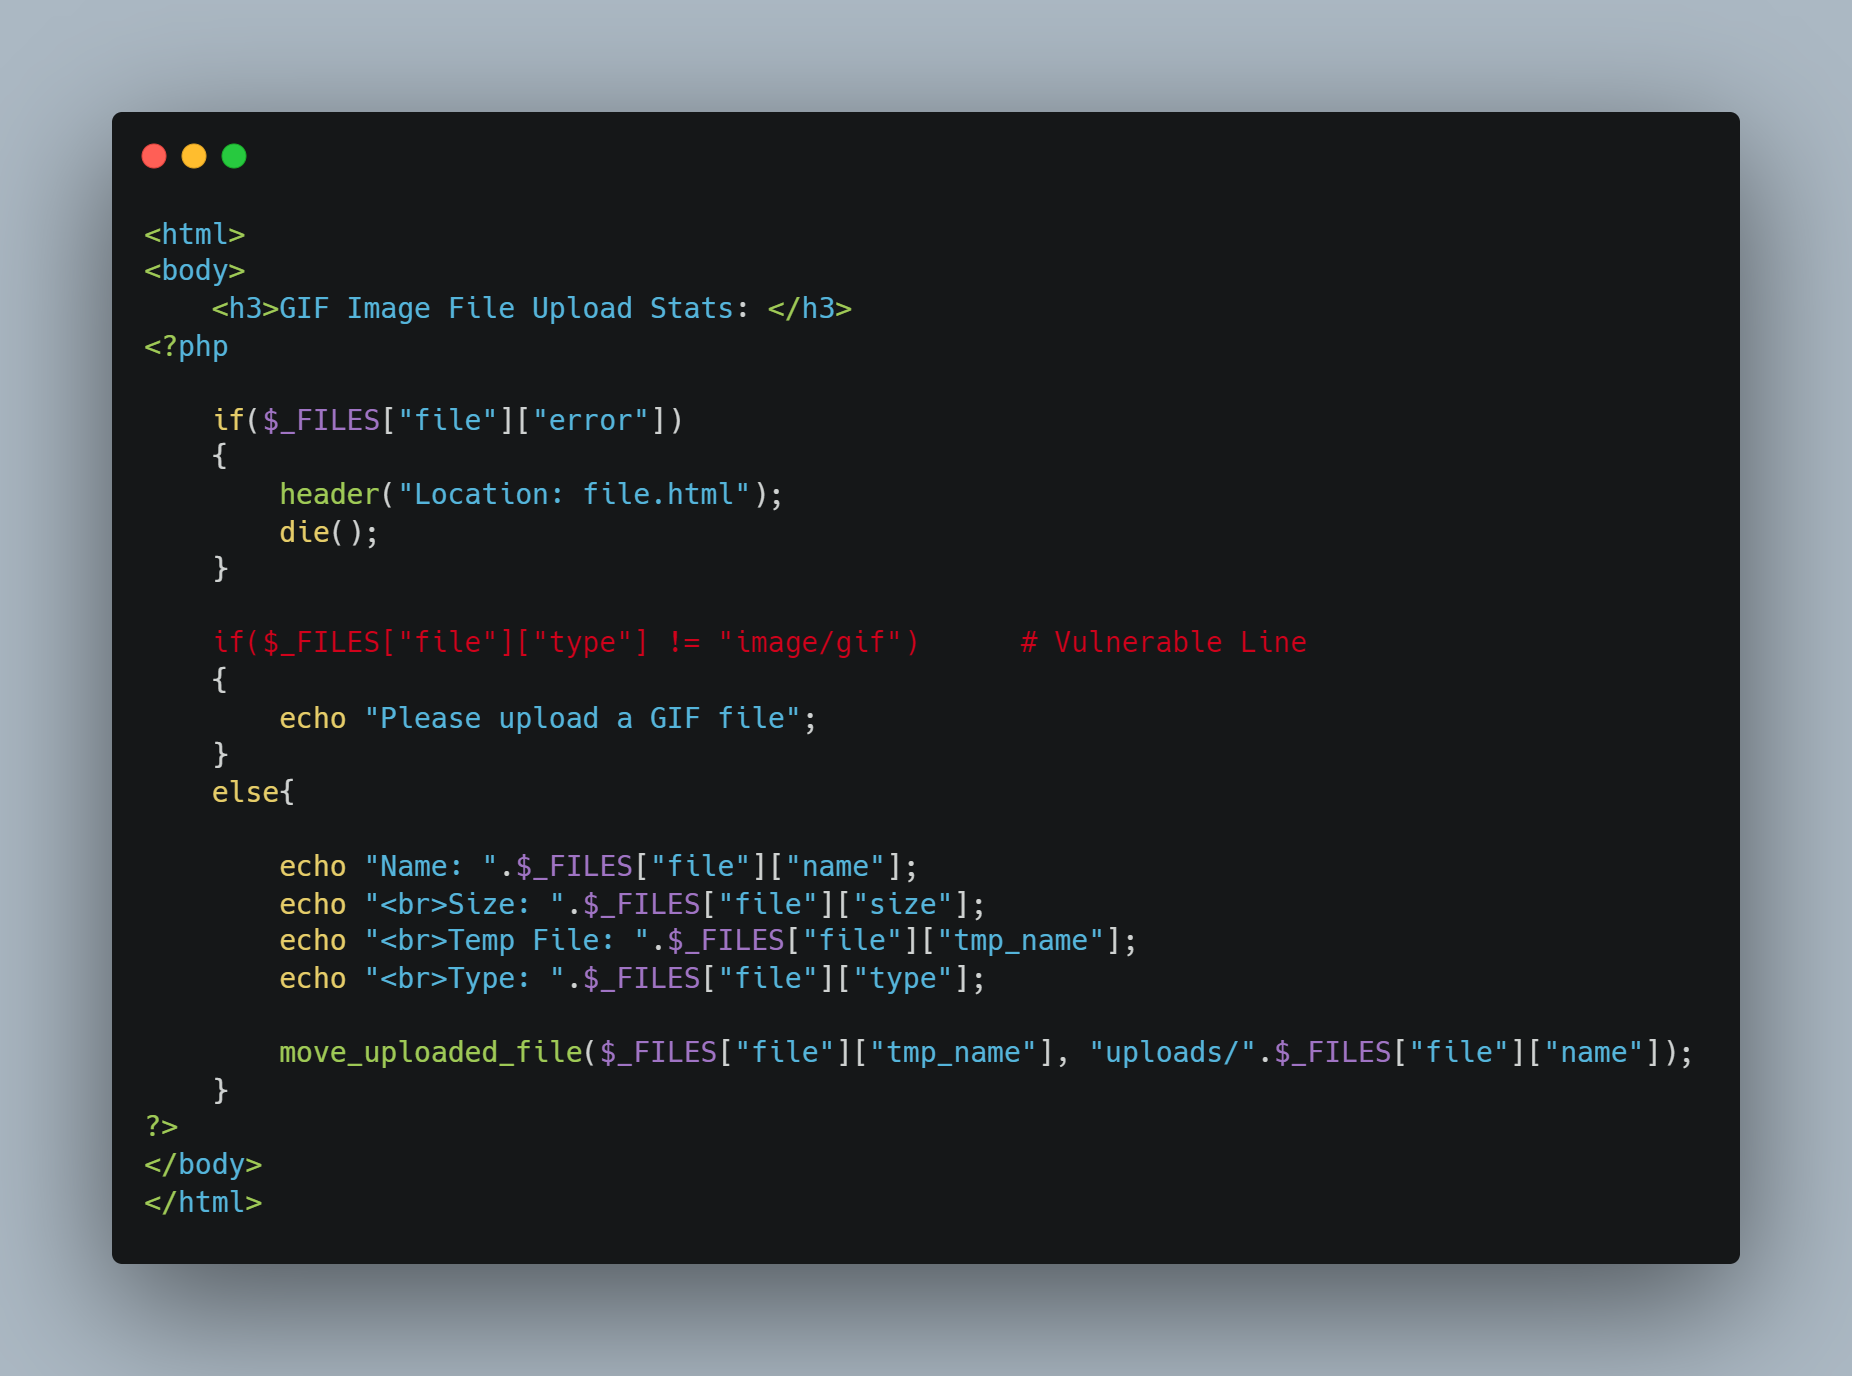 <html>
<body>
    <h3>GIF Image File Upload Stats: </h3>
<?php

    if($_FILES["file"]["error"])
    {
        header("Location: file.html");
        die();
    }

    if($_FILES["file"]["type"] != "image/gif")      # Vulnerable Line
    {
        echo "Please upload a GIF file";
    }
    else{

        echo "Name: ".$_FILES["file"]["name"];
        echo "<br>Size: ".$_FILES["file"]["size"];
        echo "<br>Temp File: ".$_FILES["file"]["tmp_name"];
        echo "<br>Type: ".$_FILES["file"]["type"];

        move_uploaded_file($_FILES["file"]["tmp_name"], "uploads/".$_FILES["file"]["name"]);
    }
?>
</body>
</html>